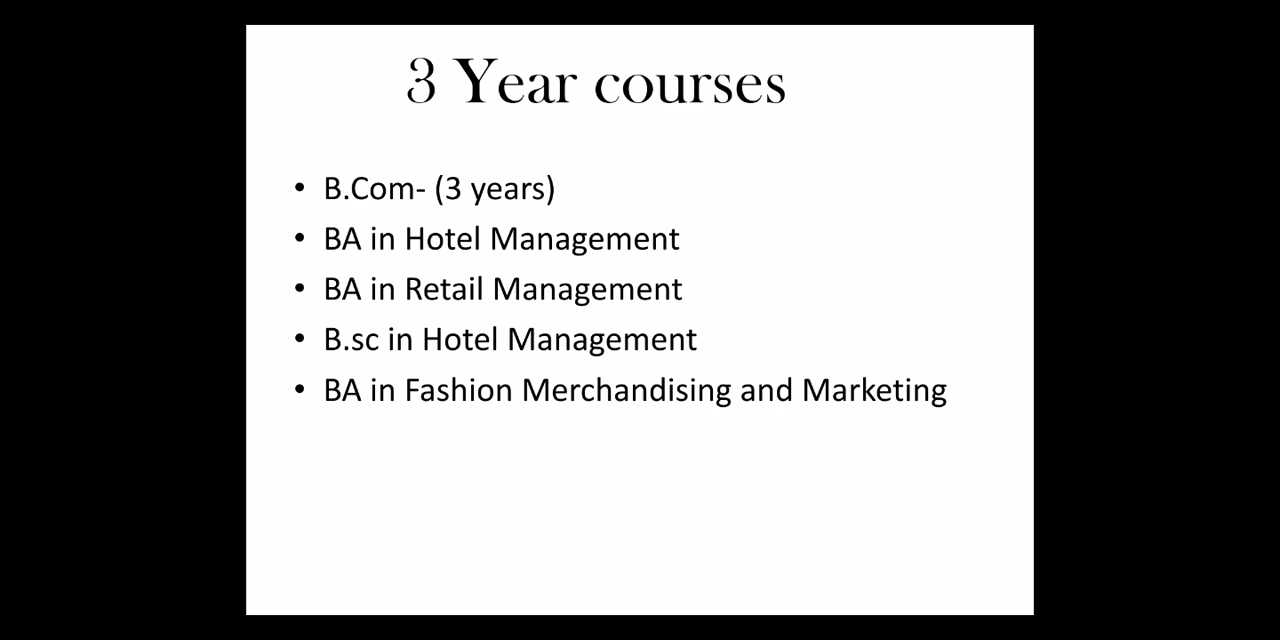 3 Year courses
• B.Com- (3 years)
• BA in Hotel Management
• BA in Retail Management
• B.sc in Hotel Management
• BA in Fashion Merchandising and Marketing